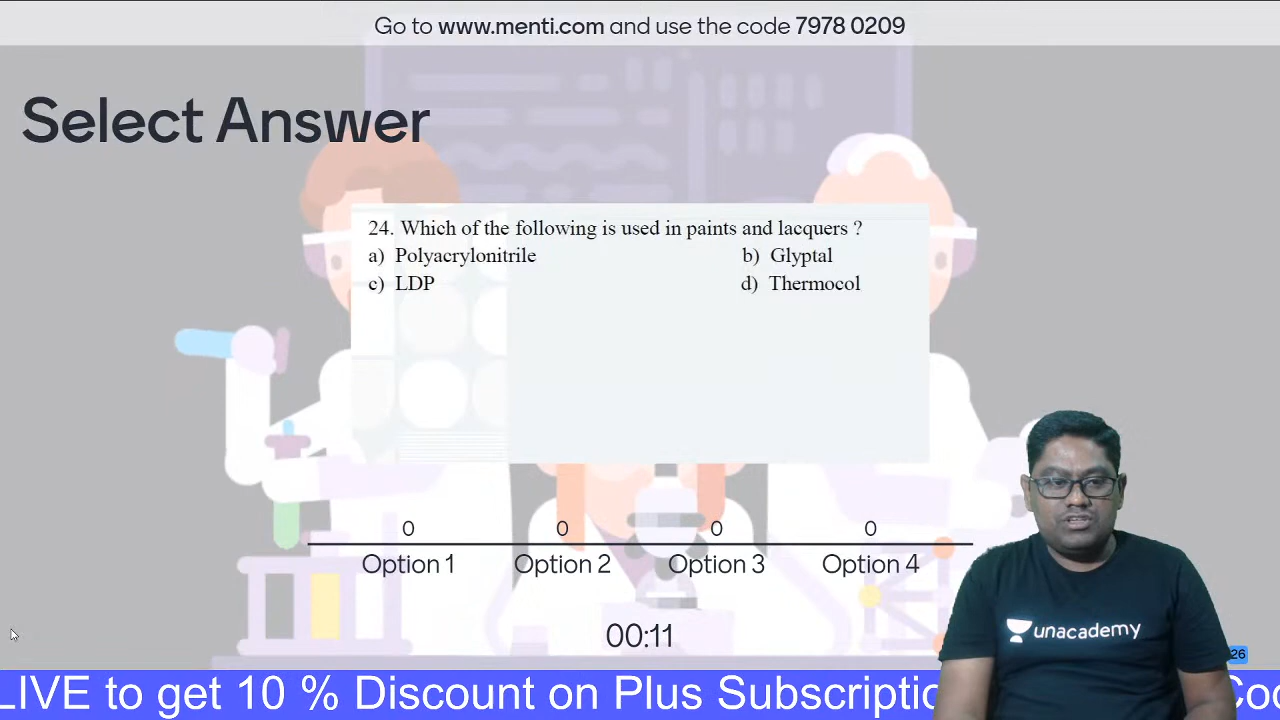 Go to www.menti.com and use the code 7978 0209
Select Answer
24. Which of the following is used in paints and lacquers ?
a) Polyacrylonitrile b) Glyptal
c) LDP d) Thermocol
0 0 0 0
Option 1 Option 2 Option 3 Option 4
00:11
unacademy
26
LIVE to get 10 % Discount on Plus Subscriptio